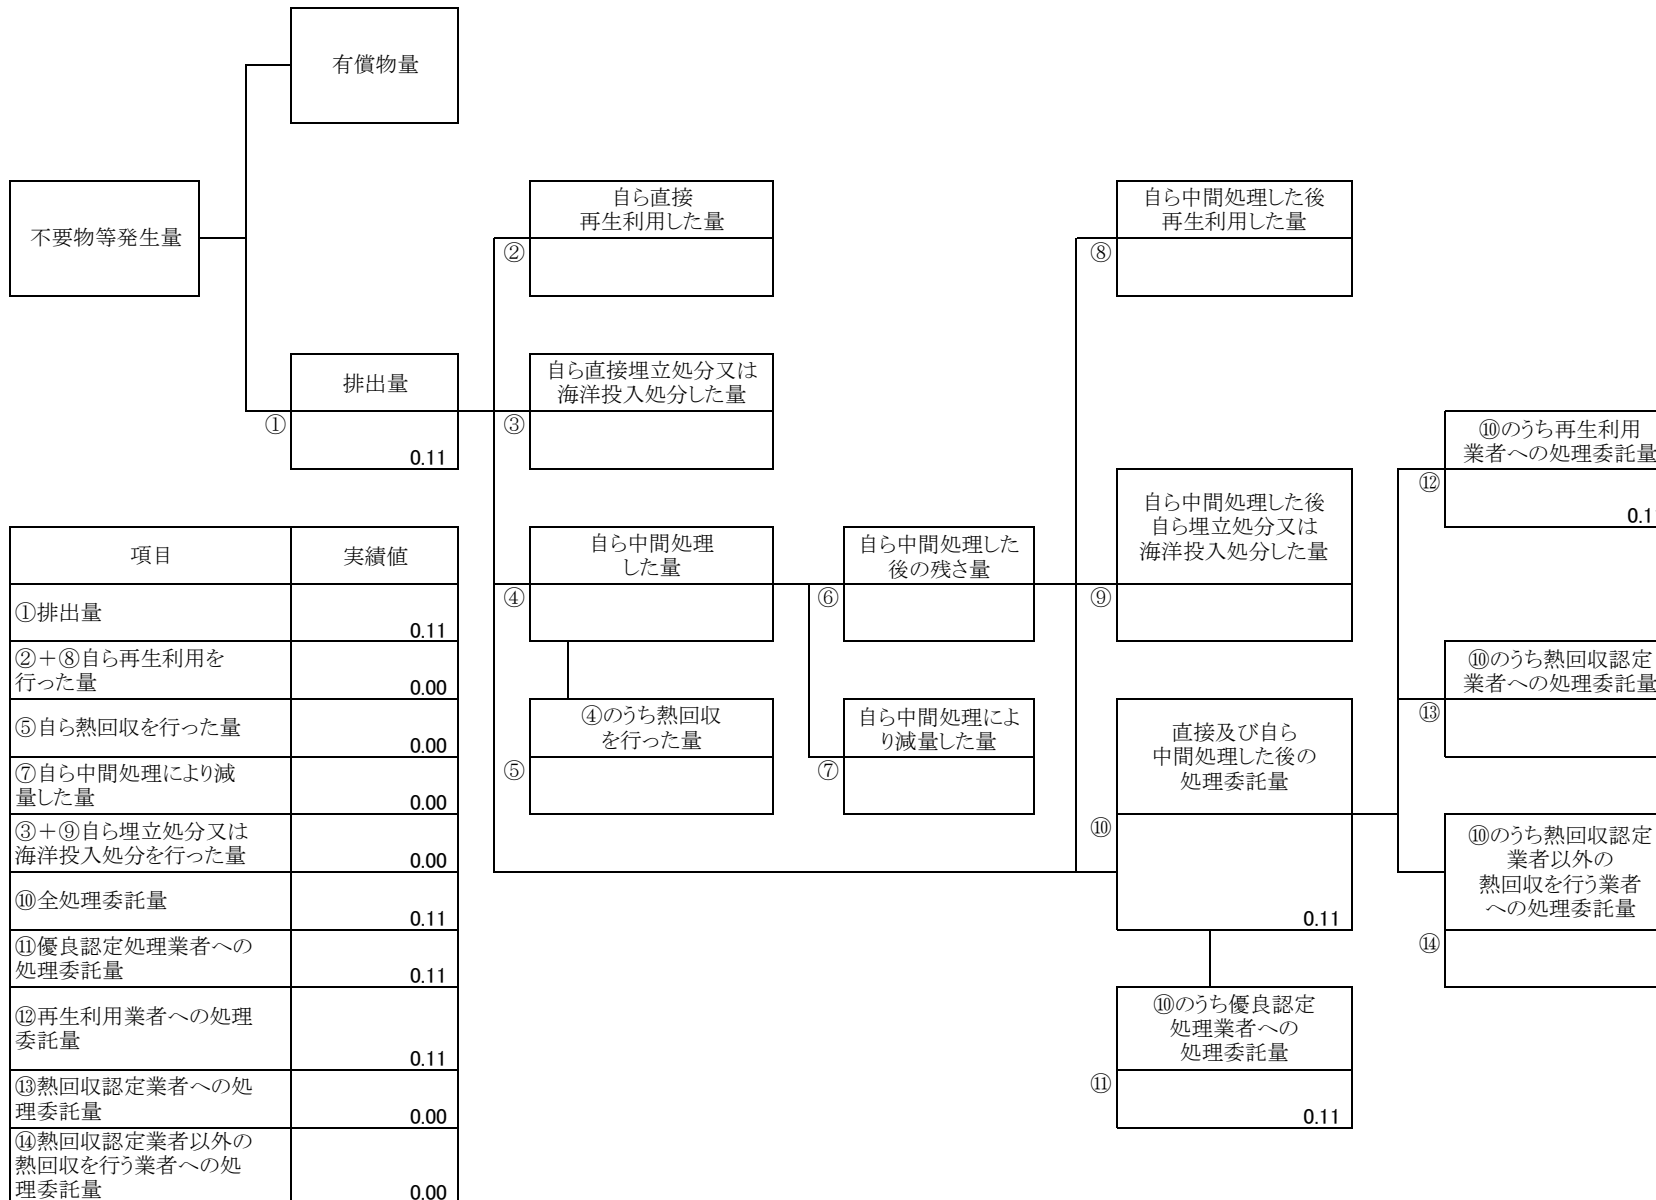 有償物量
不要物等発生量
自ら直接
再生利用した量
②
自ら中間処理した後
再生利用した量
⑧
排出量
①
0.11
自ら直接埋立処分又は
海洋投入処分した量
③
⑩のうち再生利用
業者への処理委託量
⑫
0.1
自ら中間処理
した量
④
自ら中間処理した
後の残さ量
⑥
自ら中間処理した後
自ら埋立処分又は
海洋投入処分した量
⑨
⑩のうち熱回収認定
業者への処理委託量
⑬
④のうち熱回収
を行った量
⑤
自ら中間処理によ
り減量した量
⑦
直接及び自ら
中間処理した後の
処理委託量
⑩
0.11
⑩のうち熱回収認定
業者以外の
熱回収を行う業者
への処理委託量
⑭
⑩のうち優良認定
処理業者への
処理委託量
⑪
0.11
項目 実績値
①排出量 0.11
②+⑧自ら再生利用を
行った量 0.00
⑤自ら熱回収を行った量 0.00
⑦自ら中間処理により減
量した量 0.00
③+⑨自ら埋立処分又は
海洋投入処分を行った量 0.00
⑩全処理委託量 0.11
⑪優良認定処理業者への
処理委託量 0.11
⑫再生利用業者への処理
委託量 0.11
⑬熱回収認定業者への処
理委託量 0.00
⑭熱回収認定業者以外の
熱回収を行う業者への処
理委託量 0.00